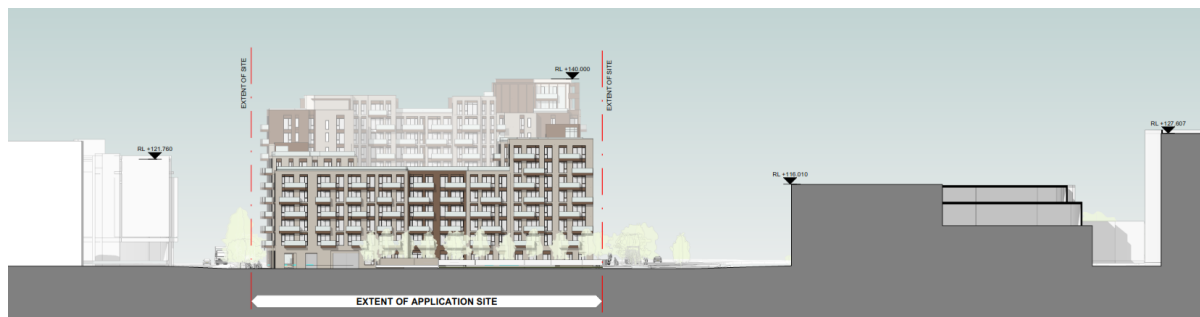 EXTENT OF SITE
RL +140.000
EXTENT OF SITE
RL +121.760
RL +127.607
RL +116.010
EXTENT OF APPLICATION SITE